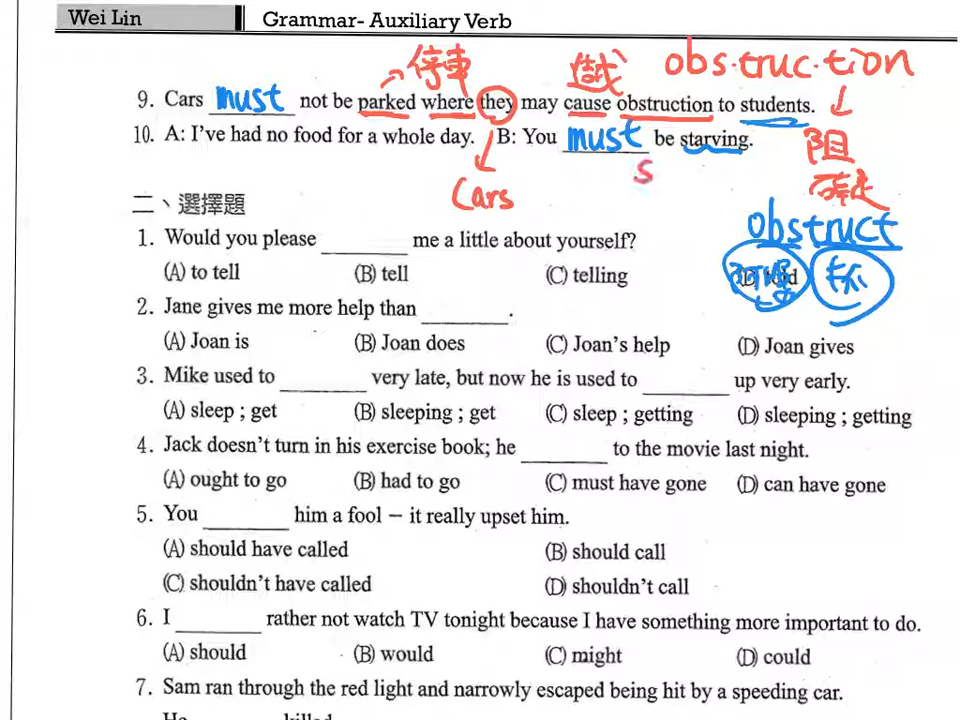 Wei Lin Grammar- Auxiliary Verb
停車 造成 obs·truc·tion
9. Cars must not be parked where they may cause obstruction to students.
10. A: I've had no food for a whole day. B: You must be starving.
阻
s
Cars
二、選擇題
obstruct
1. Would you please ________ me a little about yourself?
(A) to tell (B) tell (C) telling (D) told
2. Jane gives me more help than ________.
(A) Joan is (B) Joan does (C) Joan's help (D) Joan gives
3. Mike used to ________ very late, but now he is used to ________ up very early.
(A) sleep ; get (B) sleeping ; get (C) sleep ; getting (D) sleeping ; getting
4. Jack doesn't turn in his exercise book; he ________ to the movie last night.
(A) ought to go (B) had to go (C) must have gone (D) can have gone
5. You ________ him a fool – it really upset him.
(A) should have called (B) should call
(C) shouldn't have called (D) shouldn't call
6. I ________ rather not watch TV tonight because I have something more important to do.
(A) should (B) would (C) might (D) could
7. Sam ran through the red light and narrowly escaped being hit by a speeding car.
He ________ killed